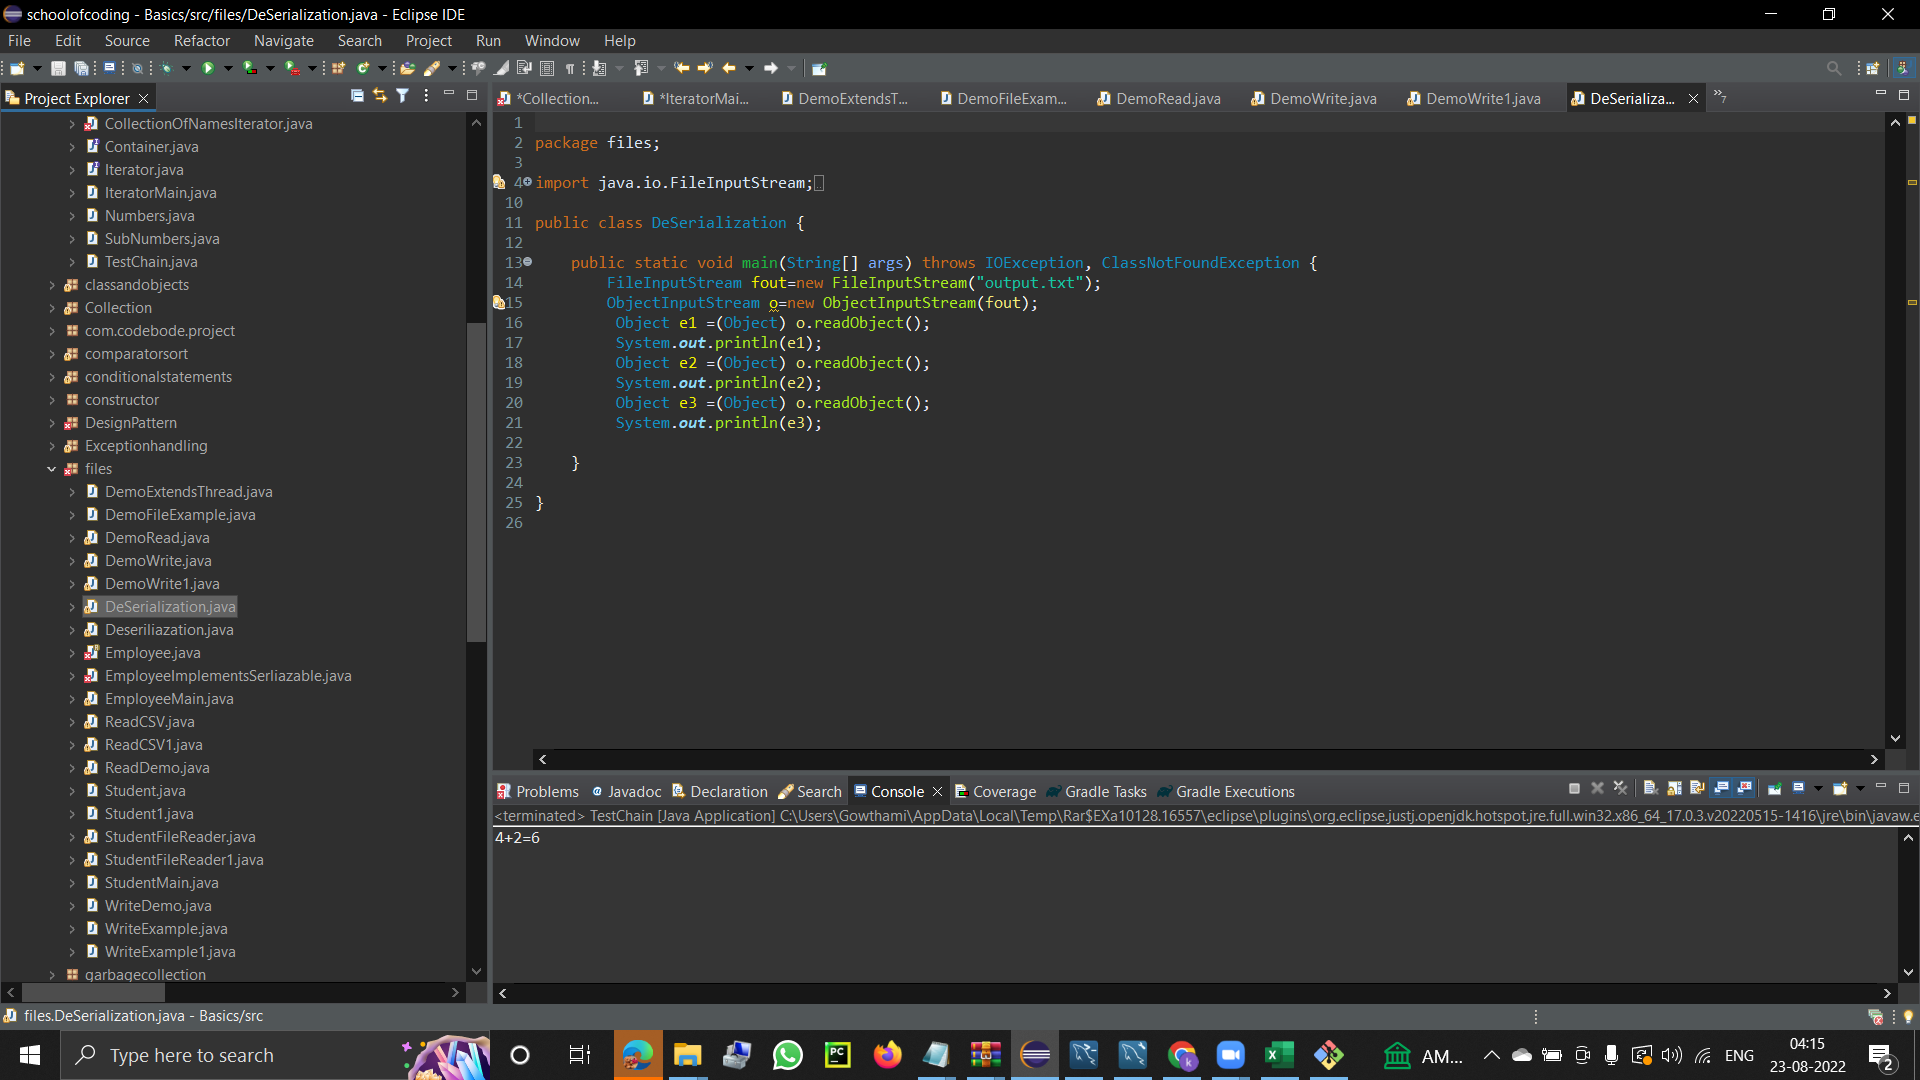 schoolofcoding - Basics/src/files/DeSerialization.java - Eclipse IDE
File Edit Source Refactor Navigate Search Project Run Window Help
Project Explorer
*Collection... *IteratorMai... DemoExtendsT... DemoFileExam... DemoRead.java DemoWrite.java DemoWrite1.java DeSerializa... »7
CollectionOfNamesIterator.java
Container.java
Iterator.java
IteratorMain.java
Numbers.java
SubNumbers.java
TestChain.java
classandobjects
Collection
com.codebode.project
comparatorsort
conditionalstatements
constructor
DesignPattern
Exceptionhandling
files
DemoExtendsThread.java
DemoFileExample.java
DemoRead.java
DemoWrite.java
DemoWrite1.java
DeSerialization.java
Deseriliazation.java
Employee.java
EmployeeImplementsSerliazable.java
EmployeeMain.java
ReadCSV.java
ReadCSV1.java
ReadDemo.java
Student.java
Student1.java
StudentFileReader.java
StudentFileReader1.java
StudentMain.java
WriteDemo.java
WriteExample.java
WriteExample1.java
garbagecollection
1
2 package files;
3
4 import java.io.FileInputStream;
10
11 public class DeSerialization {
12
13 public static void main(String[] args) throws IOException, ClassNotFoundException {
14 FileInputStream fout=new FileInputStream("output.txt");
15 ObjectInputStream o=new ObjectInputStream(fout);
16 Object e1 =(Object) o.readObject();
17 System.out.println(e1);
18 Object e2 =(Object) o.readObject();
19 System.out.println(e2);
20 Object e3 =(Object) o.readObject();
21 System.out.println(e3);
22
23 }
24
25 }
26
Problems Javadoc Declaration Search Console Coverage Gradle Tasks Gradle Executions
<terminated> TestChain [Java Application] C:\Users\Gowthami\AppData\Local\Temp\Rar$EXa10128.16557\eclipse\plugins\org.eclipse.justj.openjdk.hotspot.jre.full.win32.x86_64_17.0.3.v20220515-1416\jre\bin\javaw.e
4+2=6
files.DeSerialization.java - Basics/src
Type here to search
PC
k
AM...
ENG
04:15
23-08-2022
2